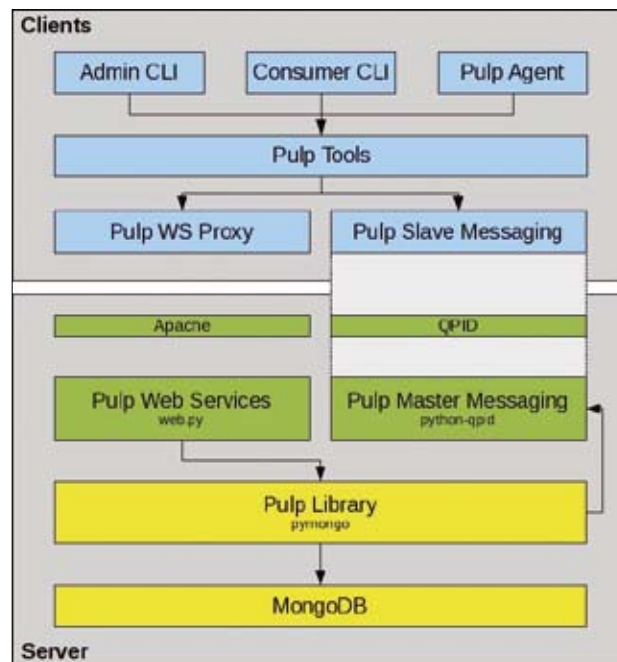 Clients
Admin CLI
Consumer CLI
Pulp Agent
Pulp Tools
Pulp WS Proxy
Pulp Slave Messaging
Apache
QPID
Pulp Web Services
web.py
Pulp Master Messaging
python-qpid
Pulp Library
pymongo
MongoDB
Server